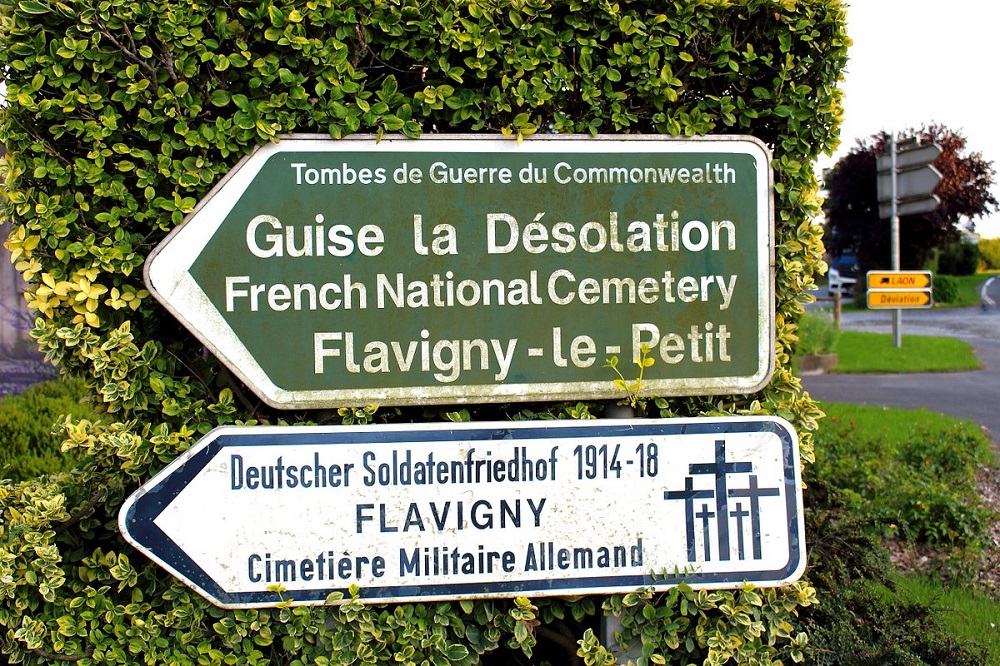 Tombes de Guerre du Commonwealth
Guise la Désolation
French National Cemetery
Flavigny-le-Petit
Deutscher Soldatenfriedhof 1914-18
FLAVIGNY
Cimetière Militaire Allemand
LAON
Déviation